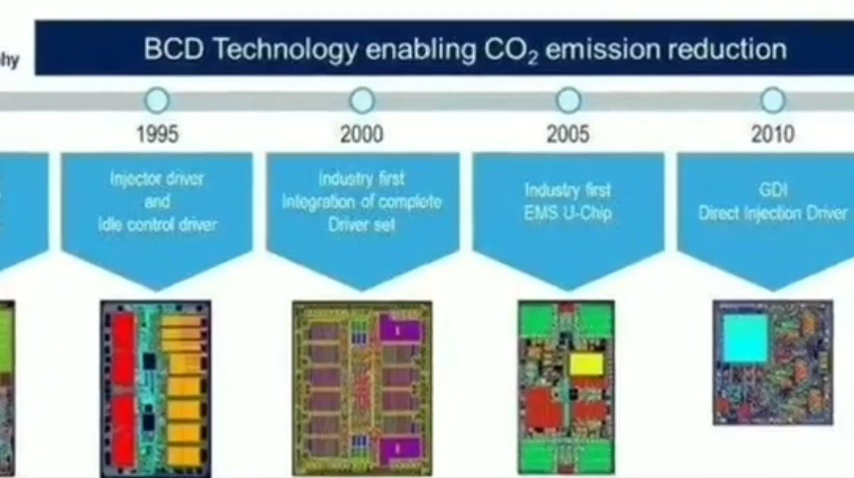 BCD Technology enabling CO₂ emission reduction
1995
2000
2005
2010
Injector driver
and
Idle control driver
Industry first
Integration of complete
Driver set
Industry first
EMS U-Chip
GDI
Direct Injection Driver